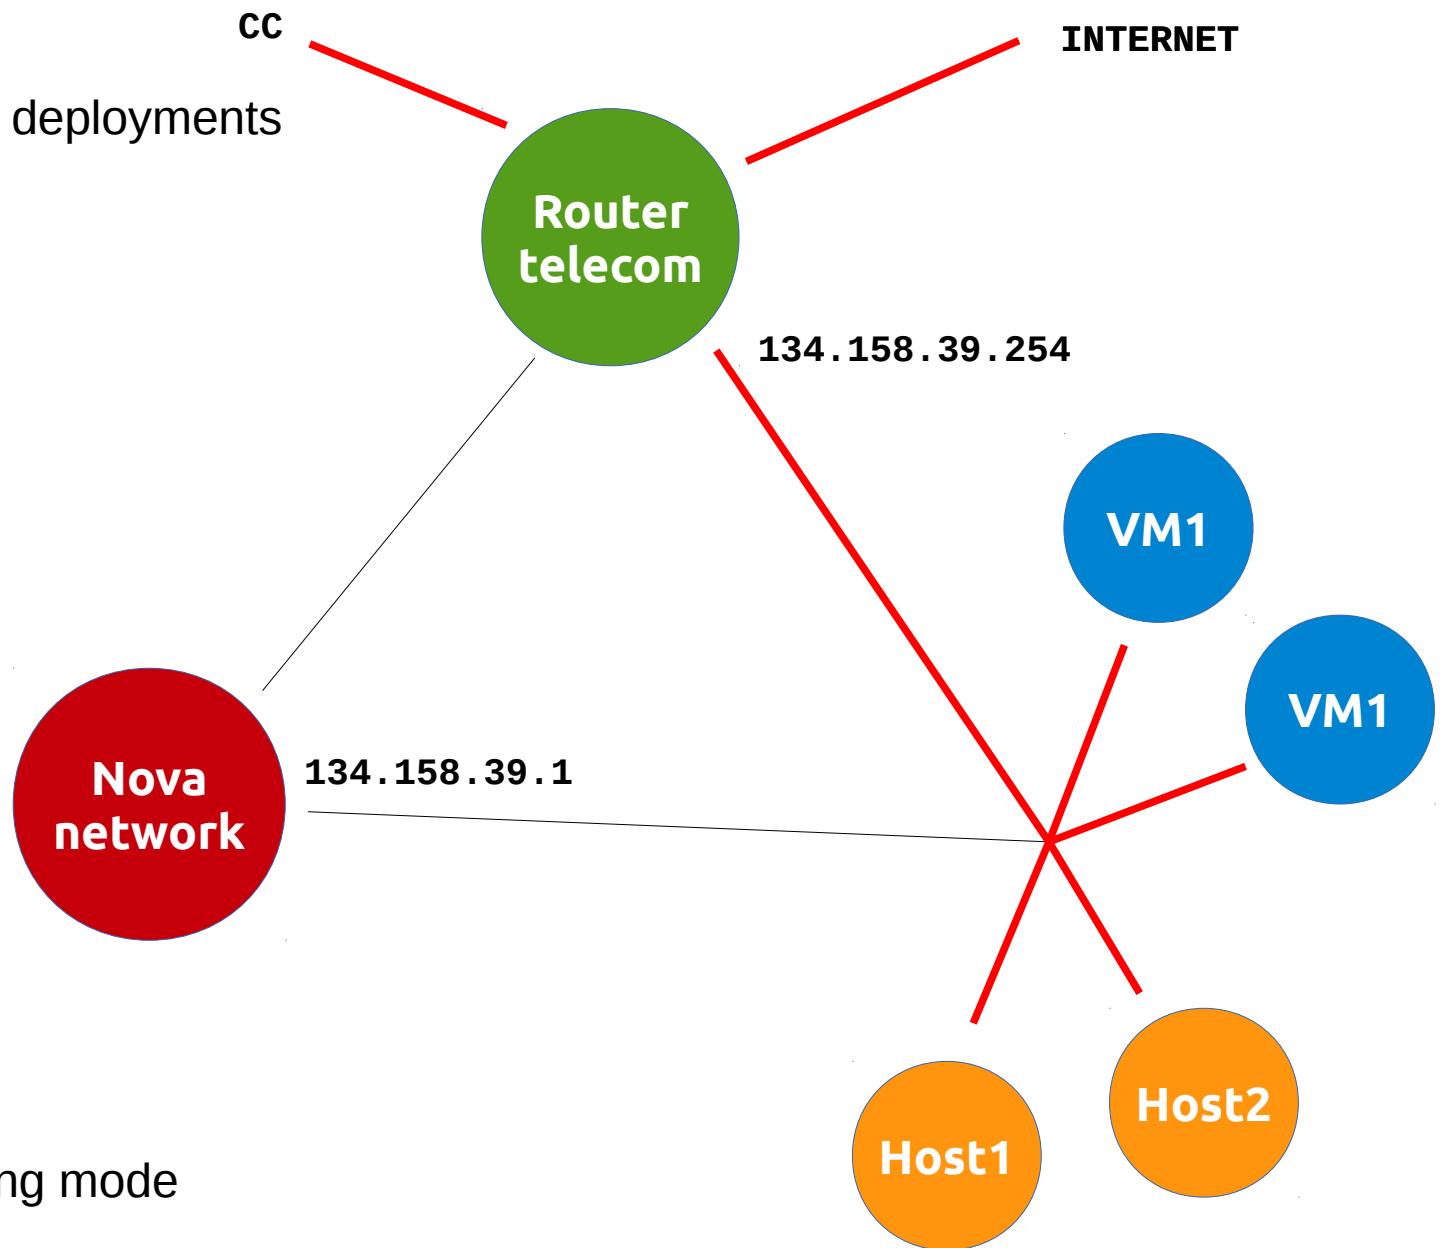 CC
INTERNET
deployments
Router
telecom
134.158.39.254
VM1
VM1
Nova
network
134.158.39.1
Host2
Host1
ng mode